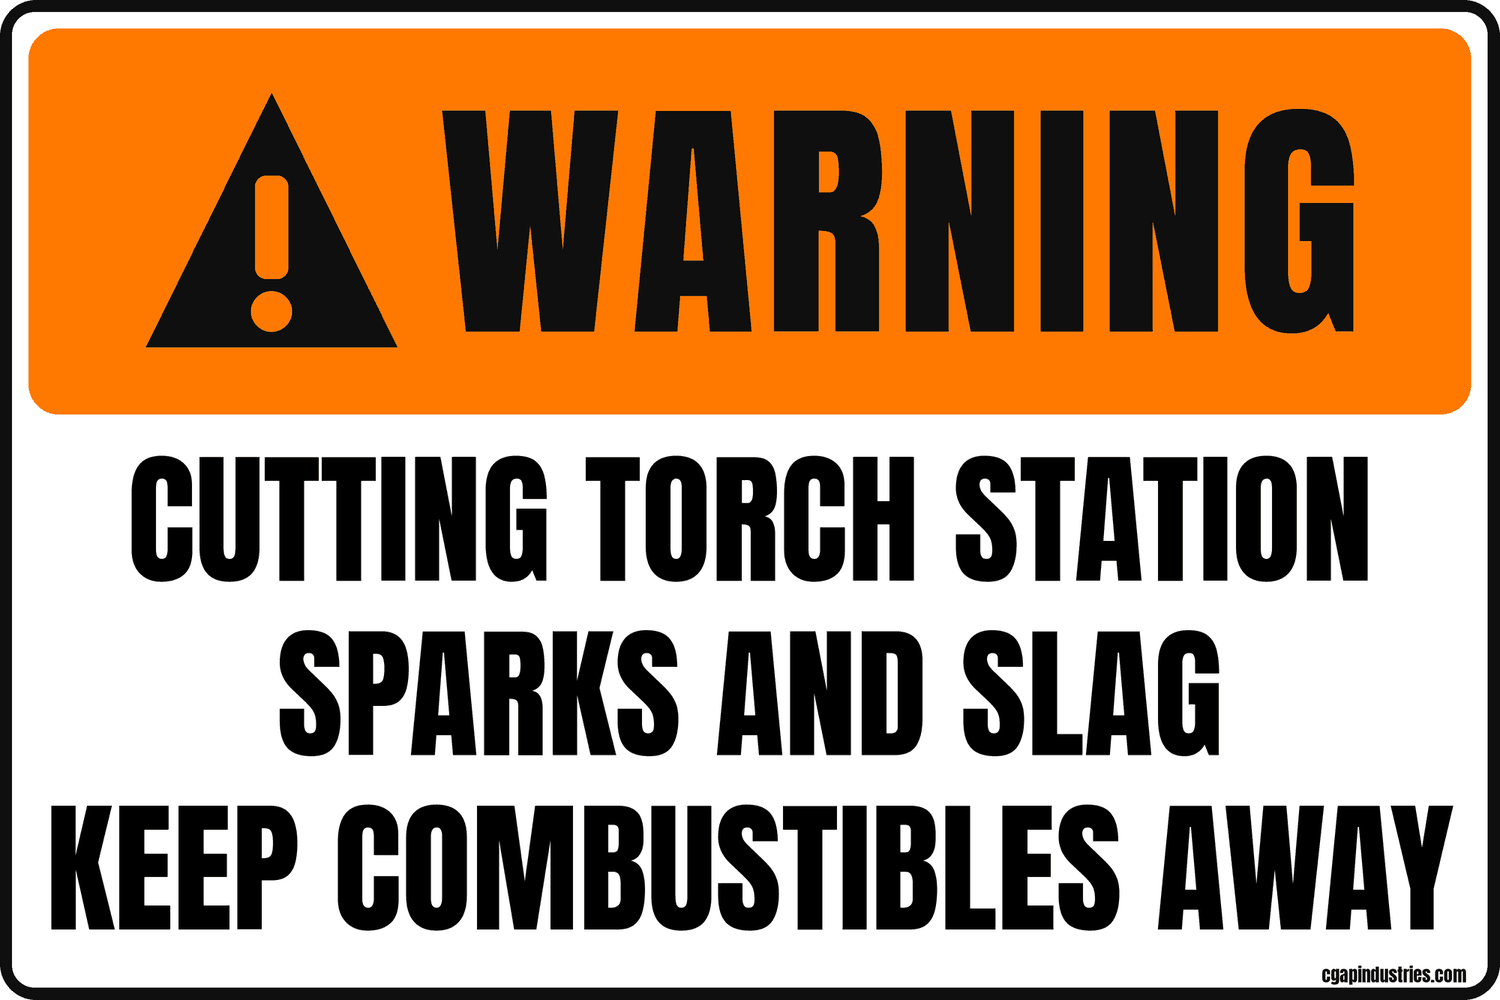 WARNING
CUTTING TORCH STATION
SPARKS AND SLAG
KEEP COMBUSTIBLES AWAY
cgapindustries.com